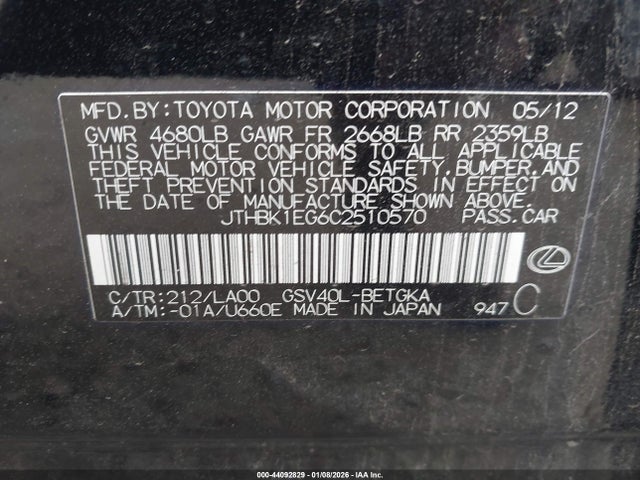 MFD.BY:TOYOTA MOTOR CORPORATION 05/12
GVWR 4680LB GAWR FR 2668LB RR 2359LB
THIS VEHICLE CONFORMS TO ALL APPLICABLE
FEDERAL MOTOR VEHICLE SAFETY,BUMPER,AND
THEFT PREVENTION STANDARDS IN EFFECT ON
THE DATE OF MANUFACTURE SHOWN ABOVE.
JTHBK1EG6C2510570 PASS.CAR
C/TR:212/LA00 GSV40L-BETGKA
A/TM:-01A/U660E MADE IN JAPAN 947 C
000-44092829 | 01/08/2026 | IAA Inc.